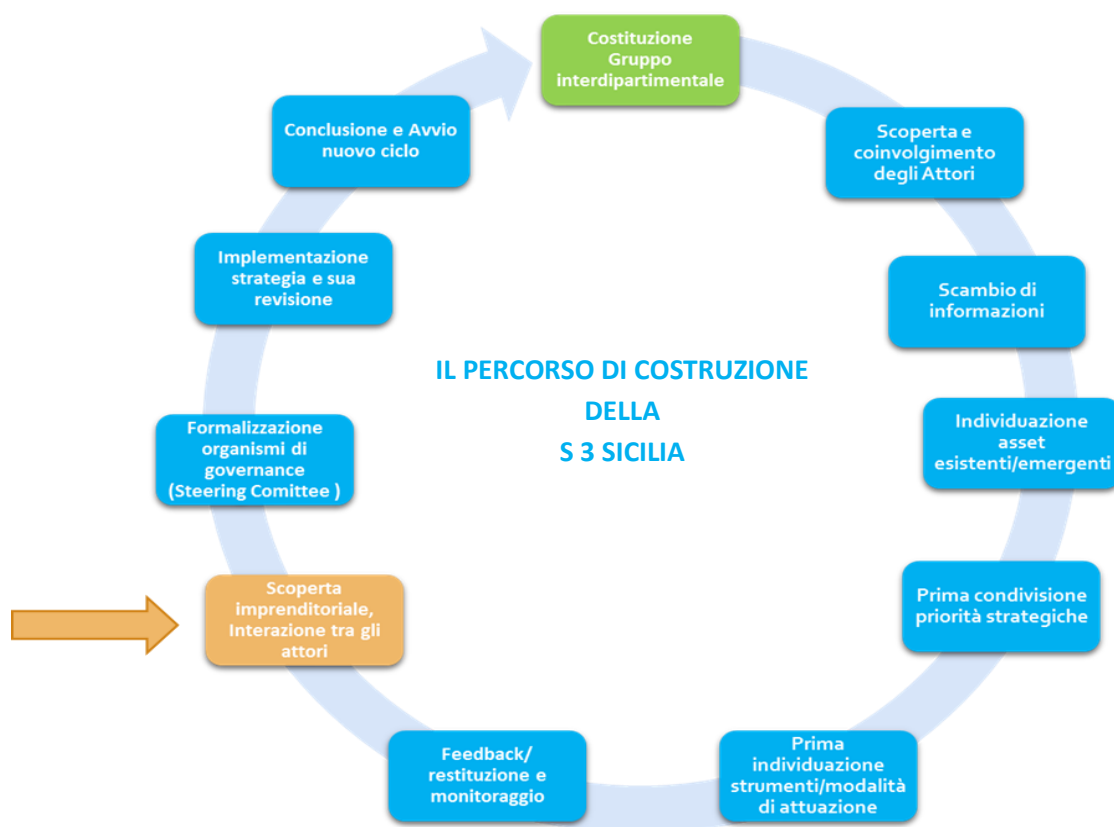 Costituzione
Gruppo
interdipartimentale
Scoperta e
coinvolgimento
degli Attori
Scambio di
informazioni
Individuazione
asset
esistenti/emergenti
Prima condivisione
priorità strategiche
Prima
individuazione
strumenti/modalità
di attuazione
Feedback/
restituzione e
monitoraggio
Scoperta
imprenditoriale,
Interazione tra gli
attori
Formalizzazione
organismi di
governance
(Steering Comittee )
Implementazione
strategia e sua
revisione
Conclusione e Avvio
nuovo ciclo
IL PERCORSO DI COSTRUZIONE
DELLA
S 3 SICILIA